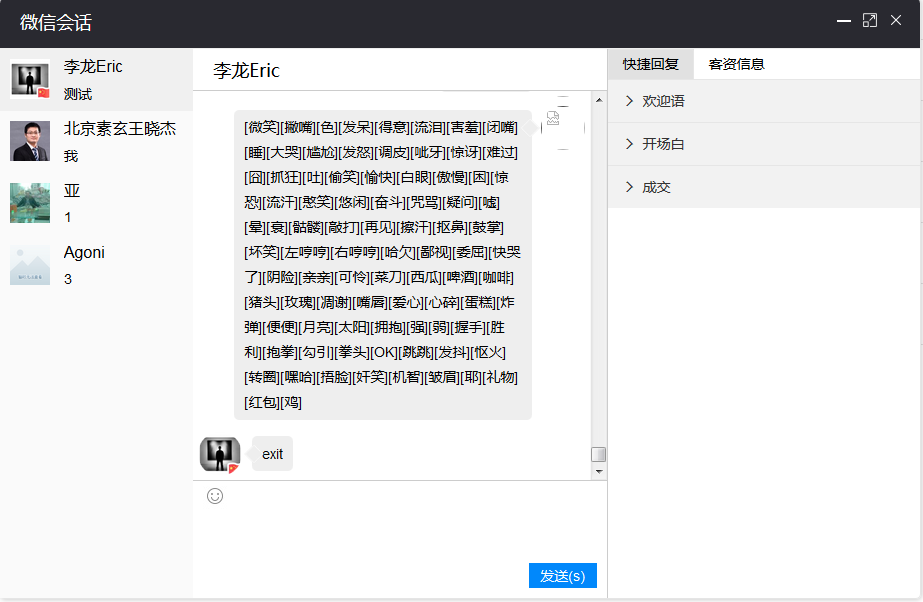 微信会话
李龙Eric
测试
北京素玄王晓杰
我
亚
1
Agoni
3
李龙Eric
[微笑][撇嘴][色][发呆][得意][流泪][害羞][闭嘴]
[睡][大哭][尴尬][发怒][调皮][呲牙][惊讶][难过]
[囧][抓狂][吐][偷笑][愉快][白眼][傲慢][困][惊
恐][流汗][憨笑][悠闲][奋斗][咒骂][疑问][嘘]
[晕][衰][骷髅][敲打][再见][擦汗][抠鼻][鼓掌]
[坏笑][左哼哼][右哼哼][哈欠][鄙视][委屈][快哭
了][阴险][亲亲][可怜][菜刀][西瓜][啤酒][咖啡]
[猪头][玫瑰][凋谢][嘴唇][爱心][心碎][蛋糕][炸
弹][便便][月亮][太阳][拥抱][强][弱][握手][胜
利][抱拳][勾引][拳头][OK][跳跳][发抖][怄火]
[转圈][嘿哈][捂脸][奸笑][机智][皱眉][耶][礼物]
[红包][鸡]
exit
发送(s)
快捷回复
客资信息
欢迎语
开场白
成交